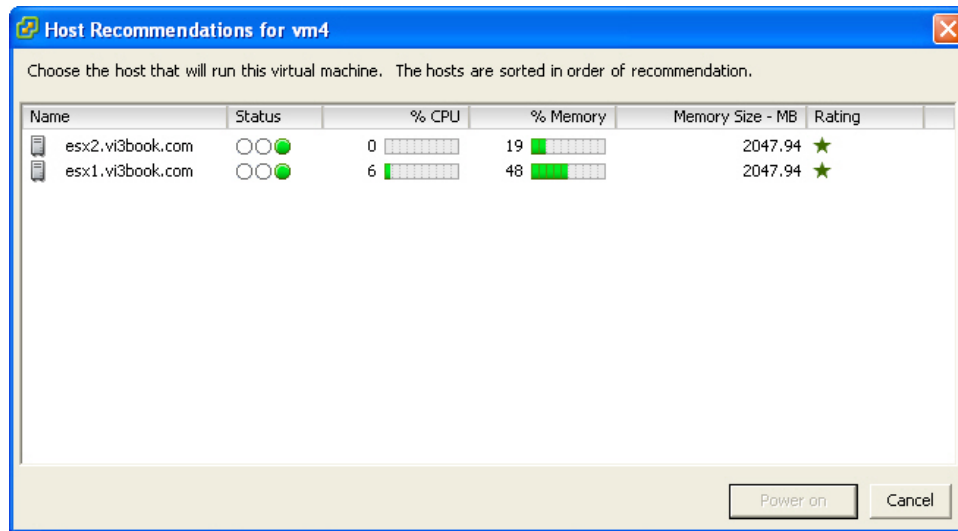 Host Recommendations for vm4
Choose the host that will run this virtual machine. The hosts are sorted in order of recommendation.
Name Status % CPU % Memory Memory Size - MB Rating
esx2.vi3book.com 0 19 2047.94
esx1.vi3book.com 6 48 2047.94
Power on Cancel